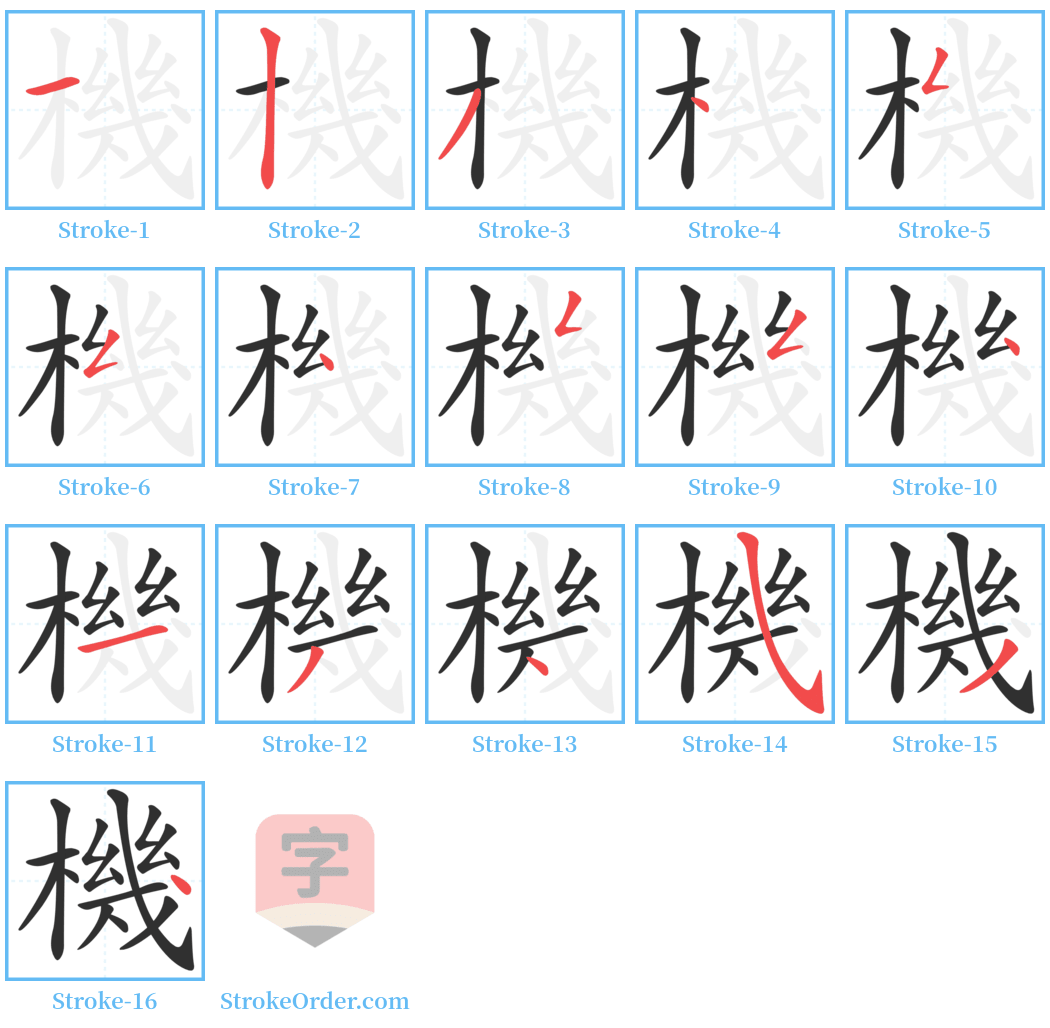 Stroke-1 Stroke-2 Stroke-3 Stroke-4 Stroke-5
Stroke-6 Stroke-7 Stroke-8 Stroke-9 Stroke-10
Stroke-11 Stroke-12 Stroke-13 Stroke-14 Stroke-15
機 字
Stroke-16 StrokeOrder.com